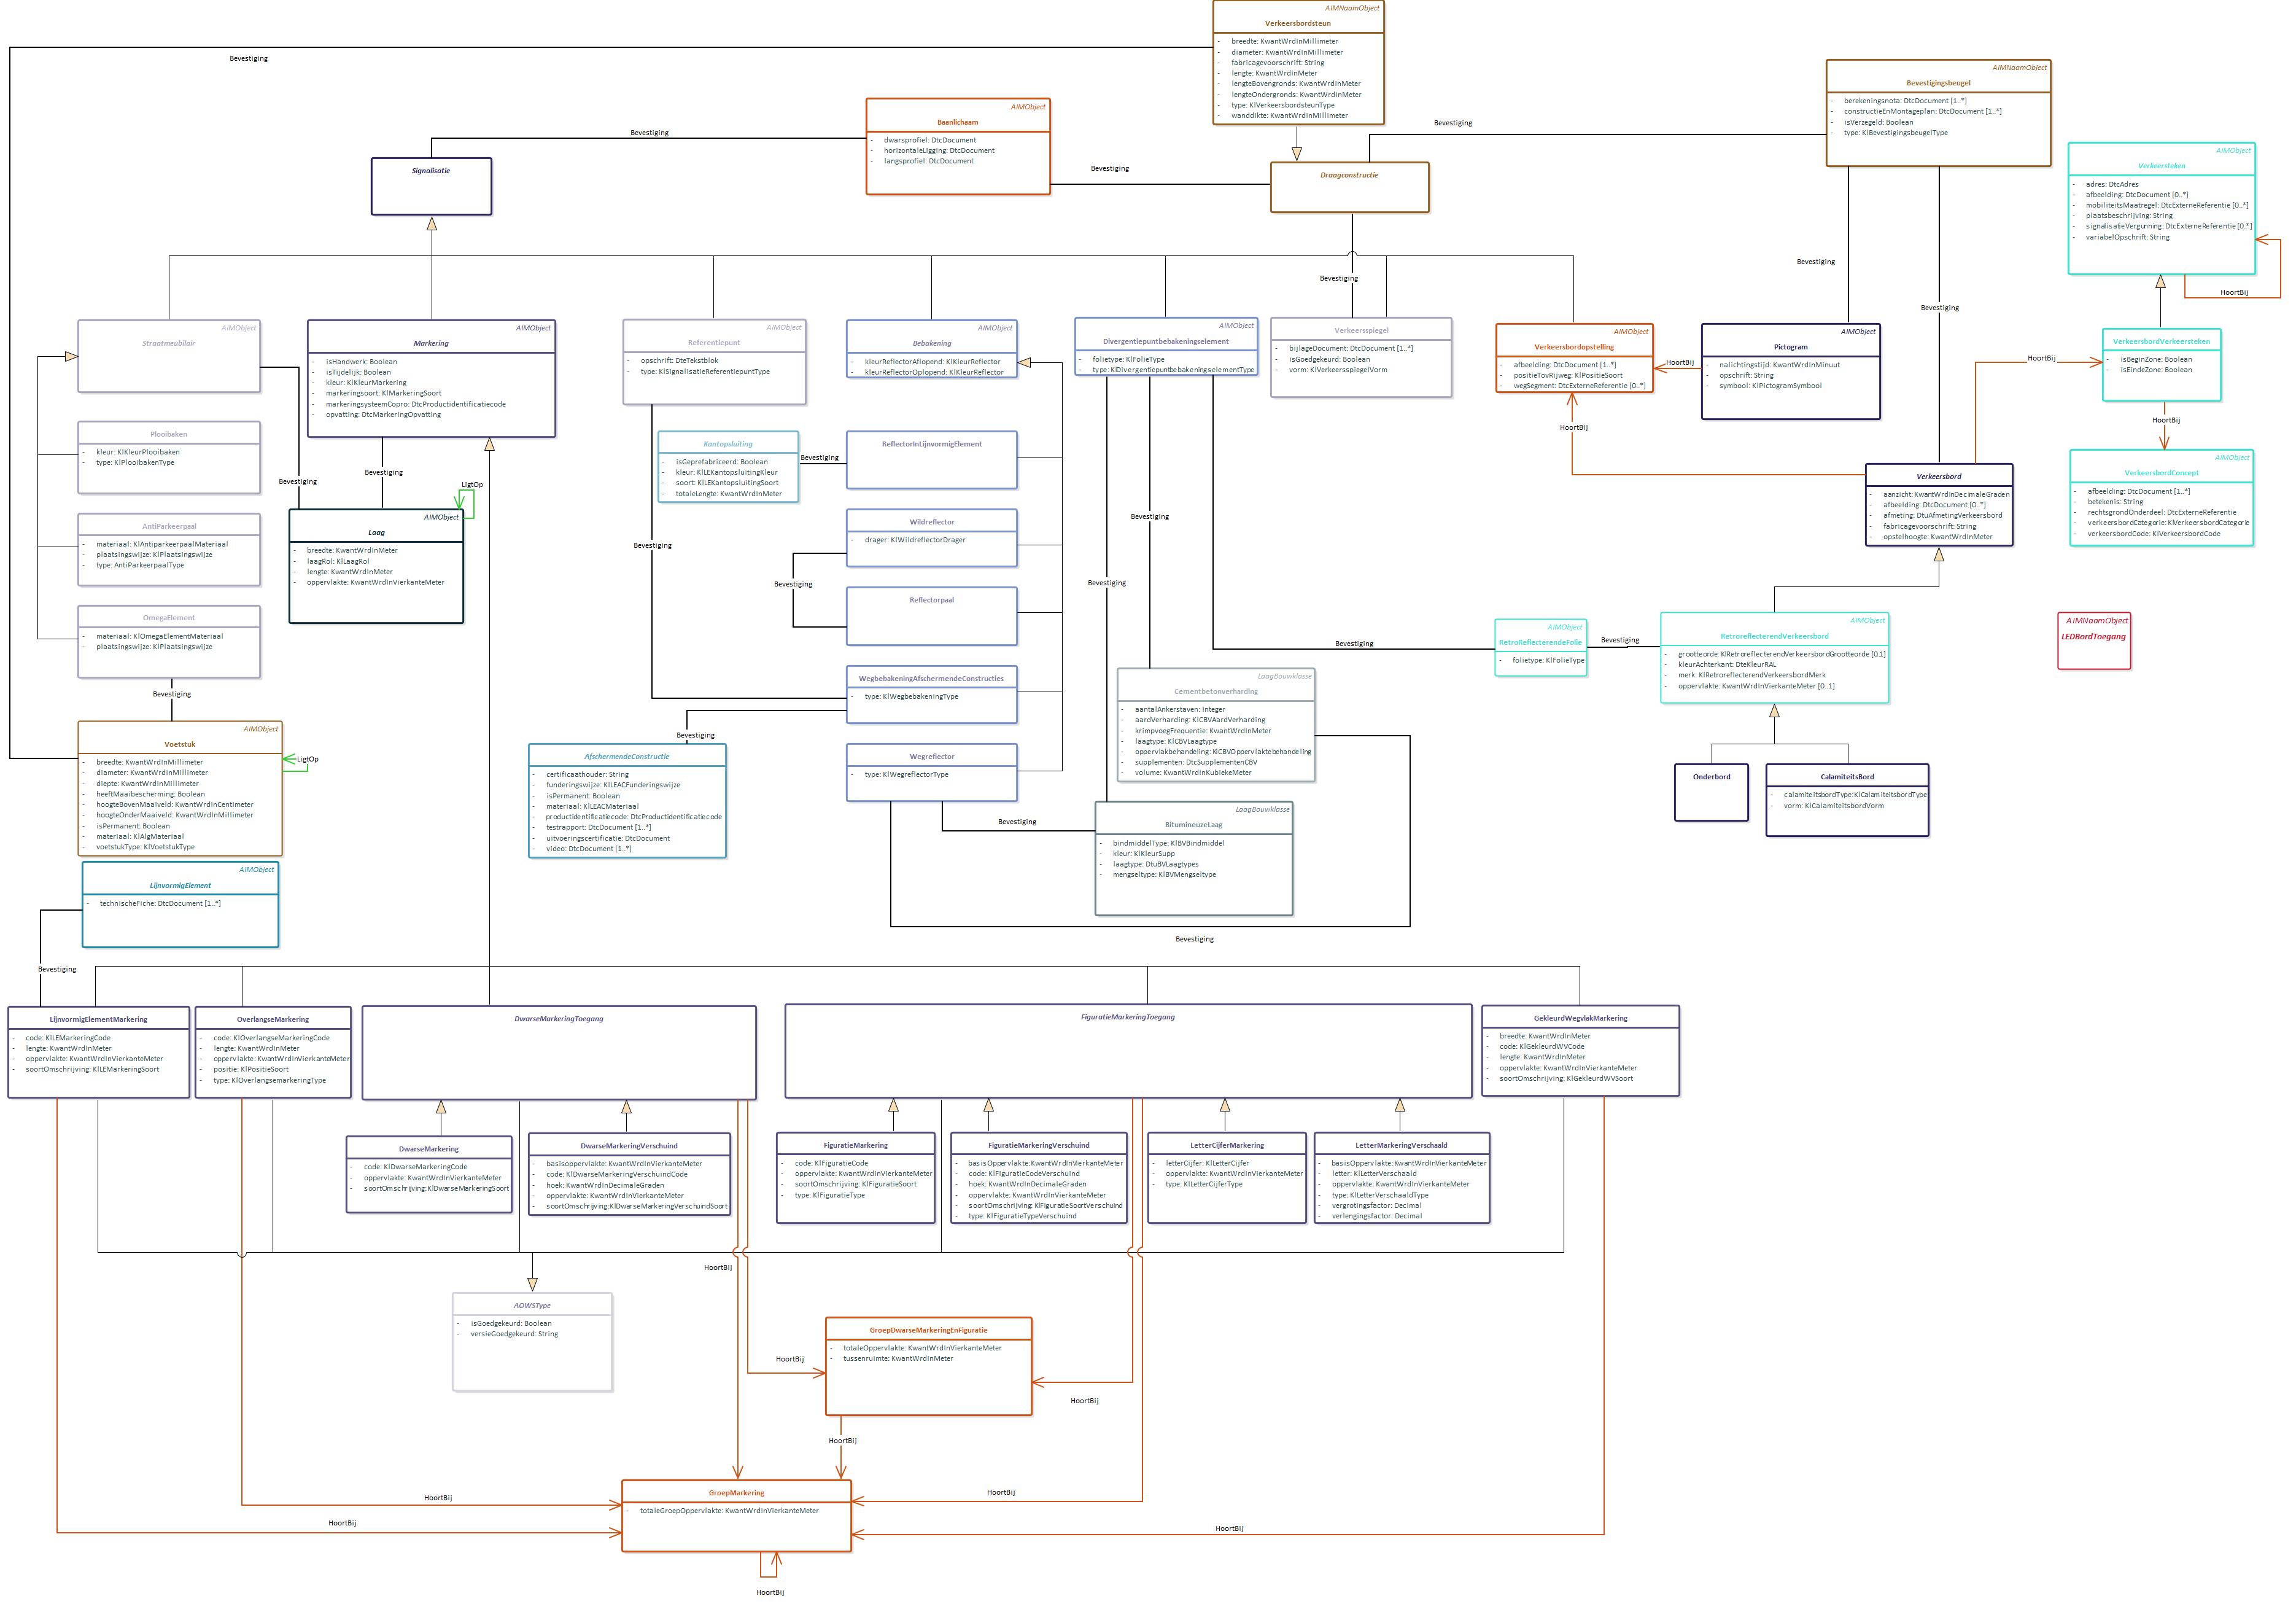 AIMNaamObject
Verkeersbordsteun
- breedte: KwantWrdInMillimeter
- diameter: KwantWrdInMillimeter
- fabricagevoorschrift: String
- lengte: KwantWrdInMeter
- lengteBovengronds: KwantWrdInMeter
- lengteOndergronds: KwantWrdInMeter
- type: KlVerkeersbordsteunType
- wanddikte: KwantWrdInMillimeter
Bevestiging
AIMNaamObject
Bevestigingsbeugel
- berekeningsnota: DtcDocument [1..*]
- constructieEnMontageplan: DtcDocument [1..*]
- isVerzegeld: Boolean
- type: KlBevestigingsbeugelType
AIMObject
Baanlichaam
- dwarsprofiel: DtcDocument
- horizontaleLigging: DtcDocument
- langsprofiel: DtcDocument
Bevestiging
Bevestiging
Bevestiging
Signalisatie
Draagconstructie
AIMObject
Verkeersteken
- adres: DtcAdres
- afbeelding: DtcDocument [0..*]
- mobiliteitsMaatregel: DtcExterneReferentie [0..*]
- plaatsbeschrijving: String
- signalisatieVergunning: DtcExterneReferentie [0..*]
- variabelOpschrift: String
HoortBij
Bevestiging
Bevestiging
Bevestiging
AIMObject
Straatmeubilair
AIMObject
Markering
- isHandwerk: Boolean
- isTijdelijk: Boolean
- kleur: KlKleurMarkering
- markeringsoort: KlMarkeringSoort
- markeringsysteemCopro: DtcProductidentificatiecode
- opvatting: DtcMarkeringOpvatting
AIMObject
Referentiepunt
- opschrift: DteTekstblok
- type: KlSignalisatieReferentiepuntType
AIMObject
Bebakening
- kleurReflectorAflopend: KlKleurReflector
- kleurReflectorOplopend: KlKleurReflector
AIMObject
Divergentiepuntbebakeningselement
- folietype: KlFolieType
- type: KlDivergentiepuntbebakeningselementType
Verkeersspiegel
- bijlageDocument: DtcDocument [1..*]
- isGoedgekeurd: Boolean
- vorm: KlVerkeersspiegelVorm
AIMObject
Verkeersbordopstelling
- afbeelding: DtcDocument [1..*]
- positieTovRijweg: KlPositieSoort
- wegSegment: DtcExterneReferentie [0..*]
HoortBij
AIMObject
Pictogram
- nalichtingstijd: KwantWrdInMinuut
- opschrift: String
- symbool: KlPictogramSymbool
HoortBij
AIMObject
VerkeersbordVerkeersteken
- isBeginZone: Boolean
- isEindeZone: Boolean
HoortBij
HoortBij
AIMObject
VerkeersbordConcept
- afbeelding: DtcDocument [1..*]
- betekenis: String
- rechtsgrondOnderdeel: DtcExterneReferentie
- verkeersbordCategorie: KlVerkeersbordCategorie
- verkeersbordCode: KlVerkeersbordCode
Verkeersbord
- aanzicht: KwantWrdInDecimaleGraden
- afbeelding: DtcDocument [0..*]
- afmeting: DtuAfmetingVerkeersbord
- fabricagevoorschrift: String
- opstelhoogte: KwantWrdInMeter
Plooibaken
- kleur: KlKleurPlooibaken
- type: KlPlooibakenType
Bevestiging
Bevestiging
LigtOp
AntiParkeerpaal
- materiaal: KlAntiparkeerpaalMateriaal
- plaatsingswijze: KlPlaatsingswijze
- type: AntiParkeerpaalType
AIMObject
Laag
- breedte: KwantWrdInMeter
- laagRol: KlLaagRol
- lengte: KwantWrdInMeter
- oppervlakte: KwantWrdInVierkanteMeter
OmegaElement
- materiaal: KlOmegaElementMateriaal
- plaatsingswijze: KlPlaatsingswijze
Bevestiging
Kantopsluiting
- isGeprefabriceerd: Boolean
- kleur: KlLEKantopsluitingKleur
- soort: KlLEKantopsluitingSoort
- totaleLengte: KwantWrdInMeter
Bevestiging
ReflectorInLijnvormigElement
Wildreflector
- drager: KlWildreflectorDrager
Bevestiging
Reflectorpaal
Bevestiging
WegbebakeningAfschermendeConstructies
- type: KlWegbebakeningType
Bevestiging
Wegreflector
- type: KlWegreflectorType
Bevestiging
Bevestiging
Bevestiging
AIMObject
RetroReflecterendeFolie
- folietype: KlFolieType
Bevestiging
Bevestiging
AIMObject
RetroreflecterendVerkeersbord
- grootteorde: KlRetroreflecterendVerkeersbordGrootteorde [0.1]
- kleurAchterkant: DteKleurRAL
- merk: KlRetroreflecterendVerkeersbordMerk
- oppervlakte: KwantWrdInVierkanteMeter [0..1]
AIMNaamObject
LEDBordToegang
Onderbord
CalamiteitsBord
- calamiteitsbordType:KlCalamiteitsbordType
- vorm: KlCalamiteitsbordVorm
AIMObject
Voetstuk
- breedte: KwantWrdInMillimeter
- diameter: KwantWrdInMillimeter
- diepte: KwantWrdInMillimeter
- heeftMaaibescherming: Boolean
- hoogteBovenMaaiveld: KwantWrdInCentimeter
- hoogteOnderMaaiveld: KwantWrdInMillimeter
- isPermanent: Boolean
- materiaal: KlAlgMateriaal
- voetstukType: KlVoetstukType
LigtOp
AfschermendeConstructie
- certificaathouder: String
- funderingswijze: KlLEACFunderingswijze
- isPermanent: Boolean
- materiaal: KlLEACMateriaal
- productidentificatiecode: DtcProductidentificatiecode
- testrapport: DtcDocument [1..*]
- uitvoeringscertificatie: DtcDocument
- video: DtcDocument [1..*]
LaagBouwklasse
Cementbetonverharding
- aantalAnkerstaven: Integer
- aardVerharding: KlCBVAardVerharding
- krimpvoegFrequentie: KwantWrdInMeter
- laagtype: KlCBVLaagtype
- oppervlakbehandeling: KlCBVOppervlaktebehandeling
- supplementen: DtcSupplementenCBV
- volume: KwantWrdInKubiekeMeter
LaagBouwklasse
BitumineuzeLaag
- bindmiddelType: KlBVBindmiddel
- kleur: KlKleurSupp
- laagtype: DtuBVLaagtypes
- mengseltype: KlBVMengseltype
Bevestiging
AIMObject
LijnvormigElement
- technischeFiche: DtcDocument [1..*]
Bevestiging
LijnvormigElementMarkering
- code: KlLEMarkeringCode
- lengte: KwantWrdInMeter
- oppervlakte: KwantWrdInVierkanteMeter
- soortOmschrijving: KlLEMarkeringSoort
OverlangseMarkering
- code: KlOverlangseMarkeringCode
- lengte: KwantWrdInMeter
- oppervlakte: KwantWrdInVierkanteMeter
- positie: KlPositieSoort
- type: KlOverlangsemarkeringType
DwarseMarkeringToegang
FiguratieMarkeringToegang
GekleurdWegvlakMarkering
- breedte: KwantWrdInMeter
- code: KlGekleurdWVCode
- lengte: KwantWrdInMeter
- oppervlakte: KwantWrdInVierkanteMeter
- soortOmschrijving: KlGekleurdWVSoort
DwarseMarkering
- code: KlDwarseMarkeringCode
- oppervlakte: KwantWrdInVierkanteMeter
- soortOmschrijving:KlDwarseMarkeringSoort
DwarseMarkeringVerschuind
- basisoppervlakte: KwantWrdInVierkanteMeter
- code: KlDwarseMarkeringVerschuindCode
- hoek: KwantWrdInDecimaleGraden
- oppervlakte: KwantWrdInVierkanteMeter
- soortOmschrijving:KlDwarseMarkeringVerschuindSoort
FiguratieMarkering
- code: KlFiguratieCode
- oppervlakte: KwantWrdInVierkanteMeter
- soortOmschrijving: KlFiguratieSoort
- type: KlFiguratieType
FiguratieMarkeringVerschuind
- basisOppervlakte:KwantWrdInVierkanteMeter
- code: KlFiguratieCodeVerschuind
- hoek: KwantWrdInDecimaleGraden
- oppervlakte: KwantWrdInVierkanteMeter
- soortOmschrijving: KlFiguratieSoortVerschuind
- type: KlFiguratieTypeVerschuind
LetterCijferMarkering
- letterCijfer: KlLetterCijfer
- oppervlakte: KwantWrdInVierkanteMeter
- type: KlLetterCijferType
LetterMarkeringVerschaald
- basisOppervlakte:KwantWrdInVierkanteMeter
- letter: KlLetterVerschaald
- oppervlakte: KwantWrdInVierkanteMeter
- type: KlLetterVerschaaldType
- vergrotingsfactor: Decimal
- verlengingsfactor: Decimal
HoortBij
AOWSType
- isGoedgekeurd: Boolean
- versieGoedgekeurd: String
GroepDwarseMarkeringEnFiguratie
- totaleOppervlakte: KwantWrdInVierkanteMeter
- tussenruimte: KwantWrdInMeter
HoortBij
HoortBij
HoortBij
GroepMarkering
- totaleGroepOppervlakte: KwantWrdInVierkanteMeter
HoortBij
HoortBij
HoortBij
HoortBij
HoortBij